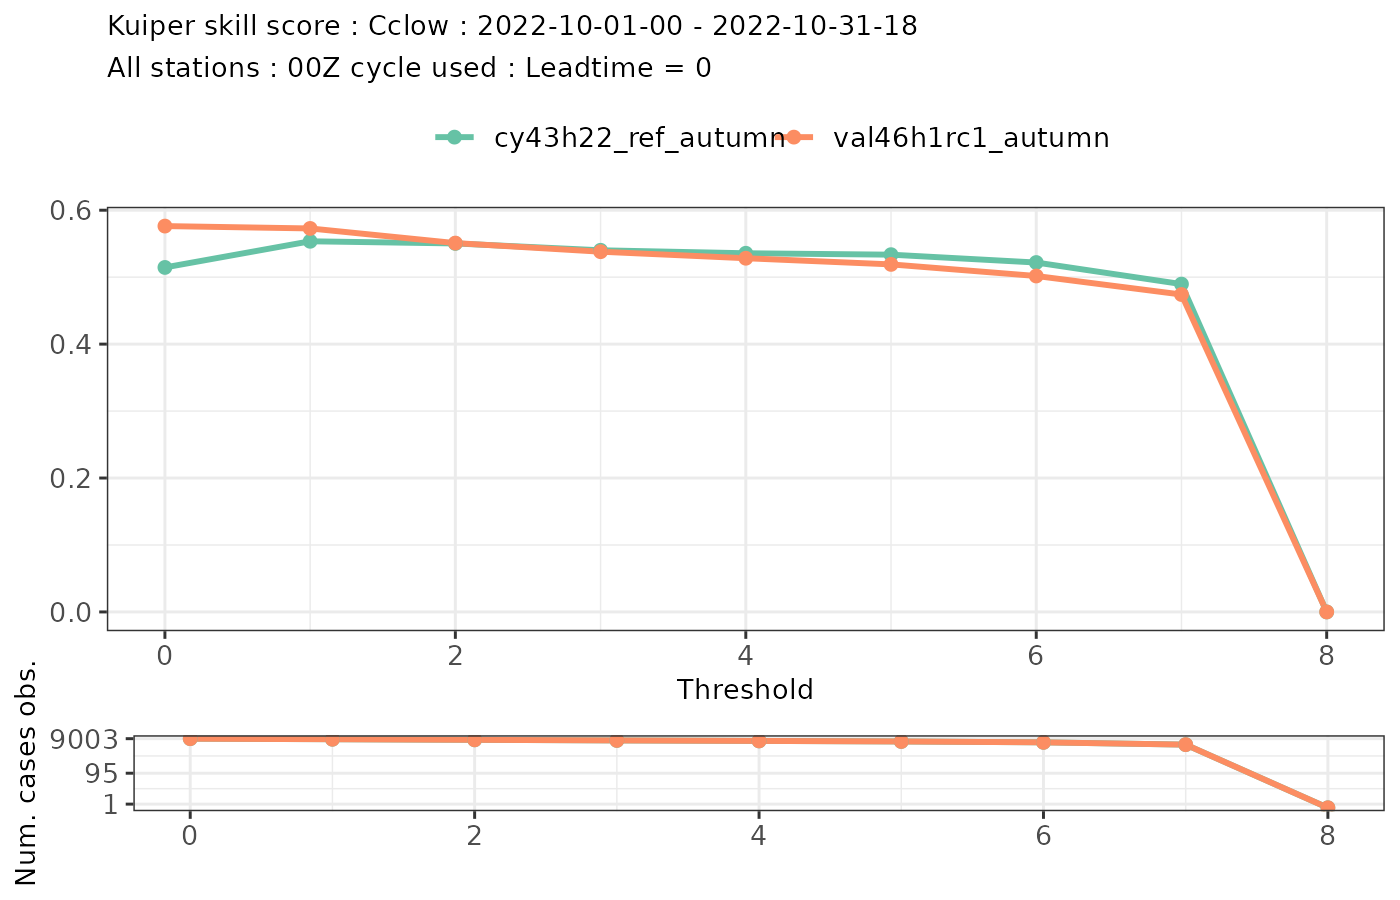 Kuiper skill score : Cclow : 2022-10-01-00 - 2022-10-31-18
All stations : 00Z cycle used : Leadtime = 0
cy43h22_ref_autumn val46h1rc1_autumn
0.6
0.4
0.2
0.0
0 2 4 6 8
Threshold
Num. cases obs.
9003
95
1
0 2 4 6 8